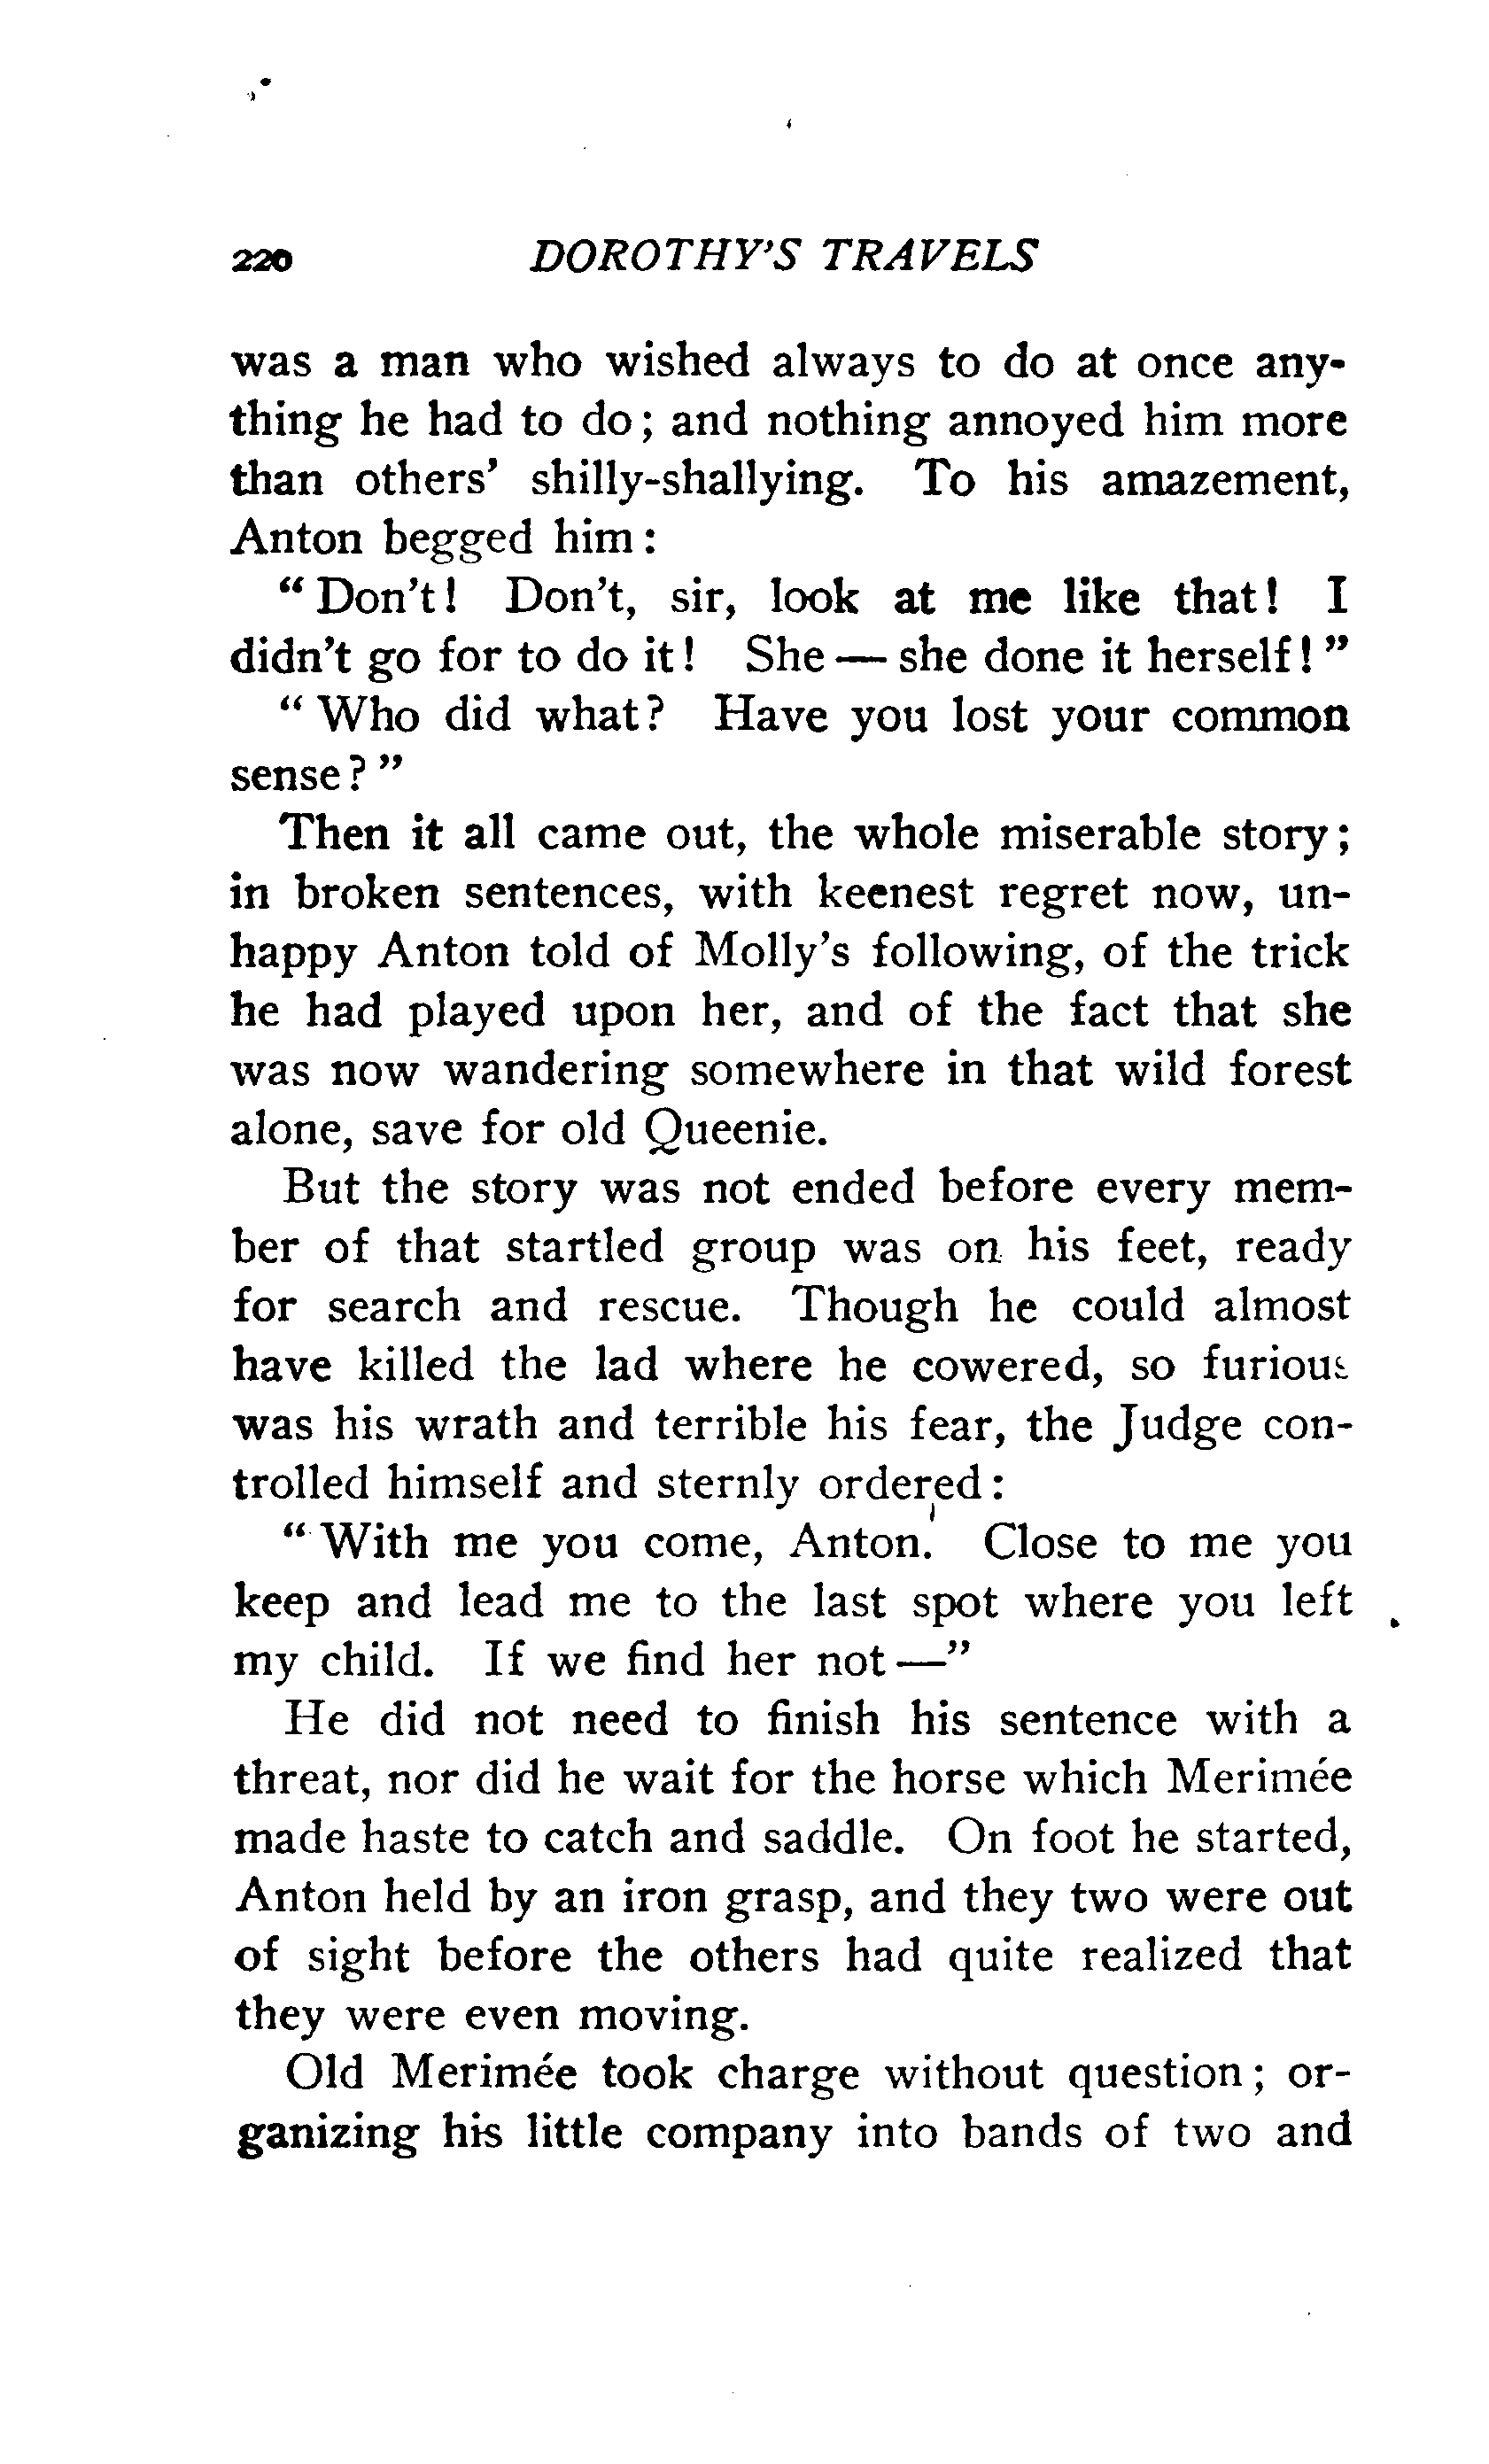 220 DOROTHY'S TRAVELS
was a man who wished always to do at once any-
thing he had to do; and nothing annoyed him more
than others' shilly-shallying. To his amazement,
Anton begged him:
"Don't! Don't, sir, look at me like that! I
didn't go for to do it! She — she done it herself!"
"Who did what? Have you lost your common
sense?"
Then it all came out, the whole miserable story;
in broken sentences, with keenest regret now, un-
happy Anton told of Molly's following, of the trick
he had played upon her, and of the fact that she
was now wandering somewhere in that wild forest
alone, save for old Queenie.
But the story was not ended before every mem-
ber of that startled group was on his feet, ready
for search and rescue. Though he could almost
have killed the lad where he cowered, so furious
was his wrath and terrible his fear, the Judge con-
trolled himself and sternly ordered:
"With me you come, Anton. Close to me you
keep and lead me to the last spot where you left
my child. If we find her not —"
He did not need to finish his sentence with a
threat, nor did he wait for the horse which Merimée
made haste to catch and saddle. On foot he started,
Anton held by an iron grasp, and they two were out
of sight before the others had quite realized that
they were even moving.
Old Merimée took charge without question; or-
ganizing his little company into bands of two and